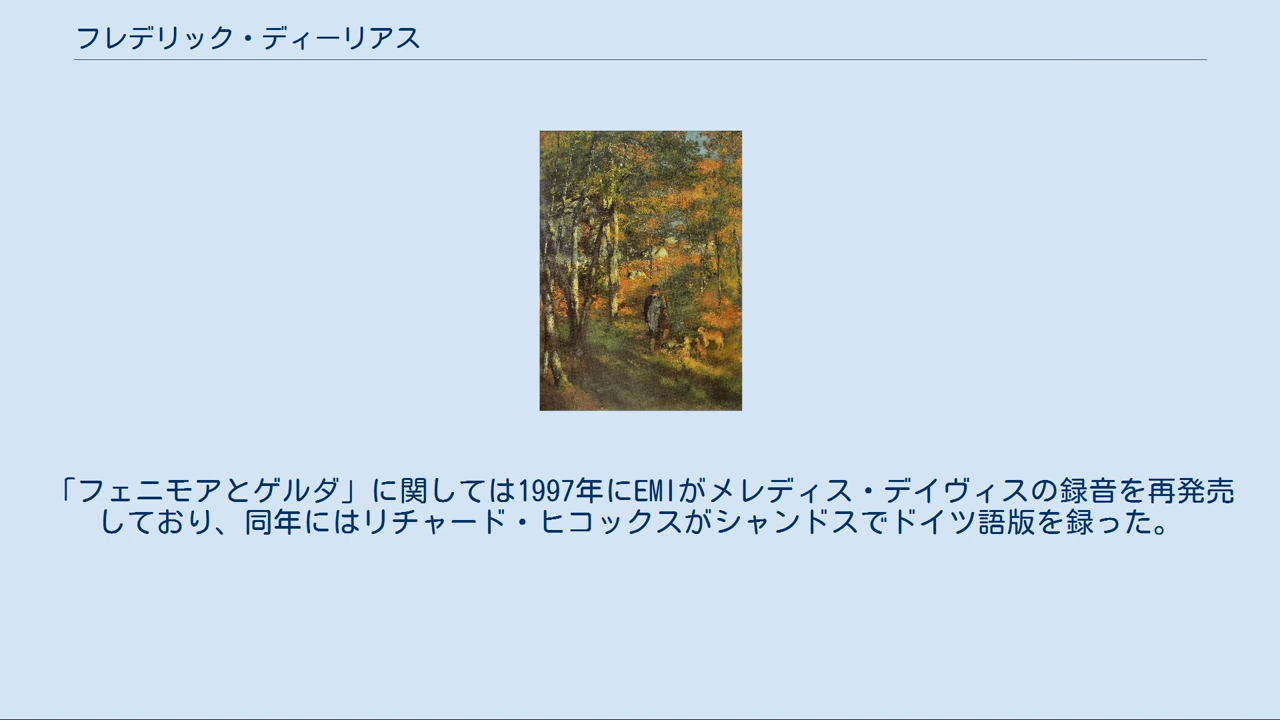 フレデリック・ディーリアス
「フェニモアとゲルダ」に関しては1997年にEMIがメレディス・デイヴィスの録音を再発売
しており、同年にはリチャード・ヒコックスがシャンドスでドイツ語版を録った。